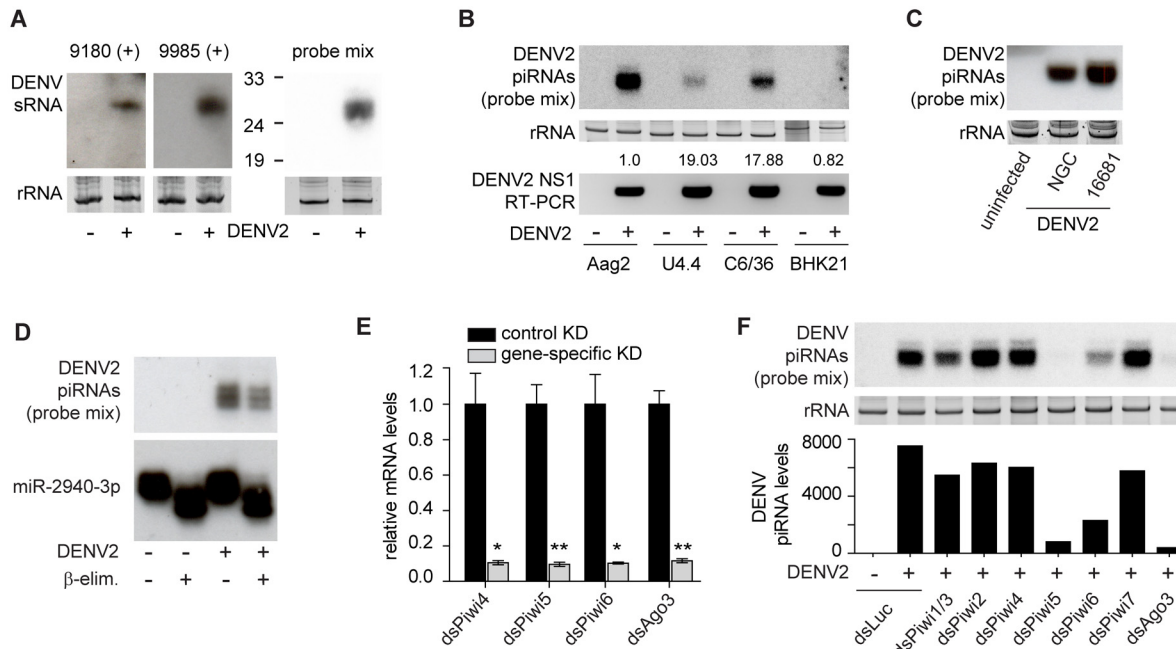 A
9180 (+) 9985 (+) probe mix
DENV
sRNA
33
24
19
rRNA
- + - + DENV2 - +
B
DENV2
piRNAs
(probe mix)
rRNA
1.0 19.03 17.88 0.82
DENV2 NS1
RT-PCR
DENV2 - + - + - + - +
Aag2 U4.4 C6/36 BHK21
C
DENV2
piRNAs
(probe mix)
rRNA
uninfected NGC 16681
DENV2
D
DENV2
piRNAs
(probe mix)
miR-2940-3p
DENV2 - - + +
β-elim. - + - +
E
control KD
gene-specific KD
relative mRNA levels
1.2
1.0
0.8
0.6
0.4
0.2
0.0
* ** * **
dsPiwi4 dsPiwi5 dsPiwi6 dsAgo3
F
DENV
piRNAs
(probe mix)
rRNA
DENV
piRNA levels
8000
4000
0
DENV2 - + + + + + + + +
dsLuc dsPiwi1/3 dsPiwi2 dsPiwi4 dsPiwi5 dsPiwi6 dsPiwi7 dsAgo3